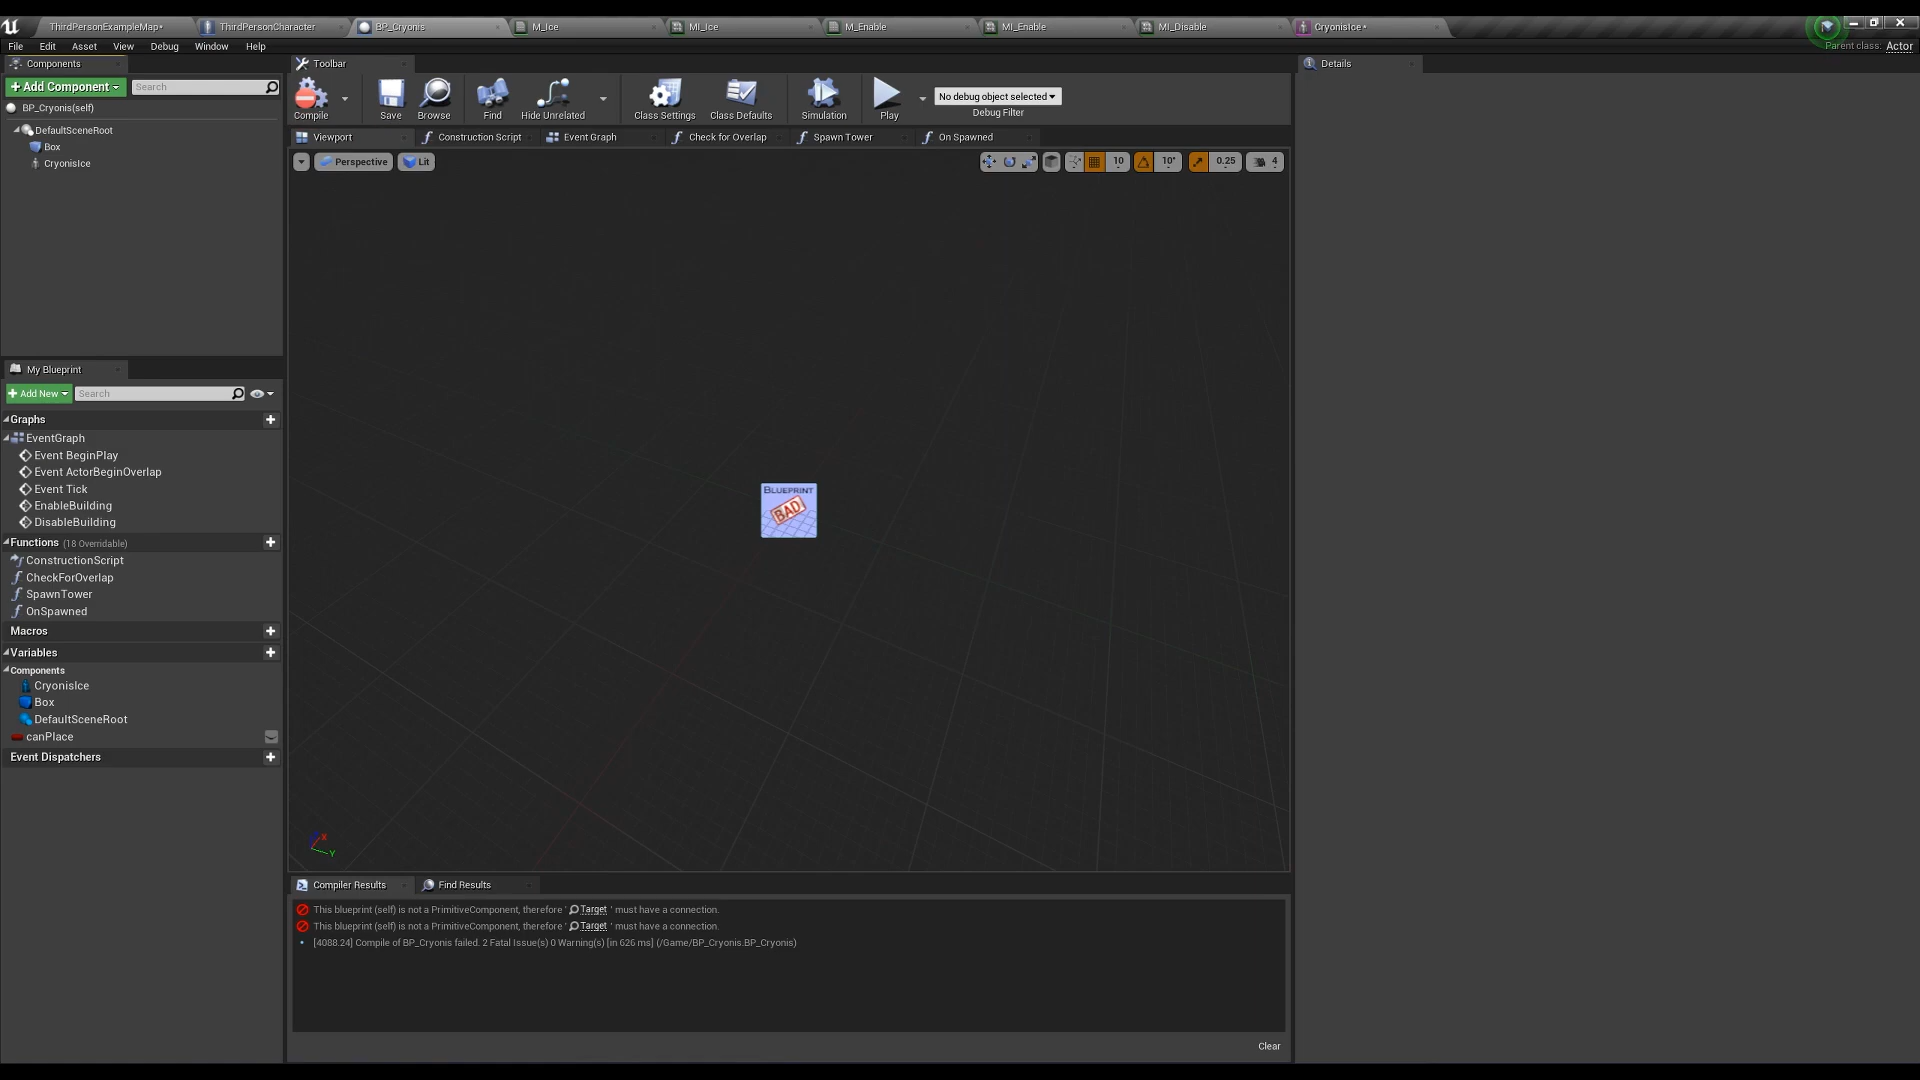 ThirdPersonExampleMap•
ThirdPersonCharacter
BP_Cryonis
M_Ice
MI_Ice
M_Enable
MI_Enable
MI_Disable
CryonisIce•
File Edit Asset View Debug Window Help
Parent class: Actor
Components
+Add Component
Search
BP_Cryonis(self)
DefaultSceneRoot
Box
CryonisIce
Toolbar
Compile
Save
Browse
Find
Hide Unrelated
Class Settings
Class Defaults
Simulation
Play
No debug object selected
Debug Filter
Viewport
Construction Script
Event Graph
Check for Overlap
Spawn Tower
On Spawned
Perspective
Lit
10
10°
0.25
4
BLUEPRINT
BAD!
X
Y
Details
My Blueprint
+Add New
Search
Graphs
EventGraph
Event BeginPlay
Event ActorBeginOverlap
Event Tick
EnableBuilding
DisableBuilding
Functions (18 Overridable)
ConstructionScript
CheckForOverlap
SpawnTower
OnSpawned
Macros
Variables
Components
CryonisIce
Box
DefaultSceneRoot
canPlace
Event Dispatchers
Compiler Results
Find Results
This blueprint (self) is not a PrimitiveComponent, therefore ' Target ' must have a connection.
This blueprint (self) is not a PrimitiveComponent, therefore ' Target ' must have a connection.
• [4088.24] Compile of BP_Cryonis failed. 2 Fatal Issue(s) 0 Warning(s) [in 626 ms] (/Game/BP_Cryonis.BP_Cryonis)
Clear